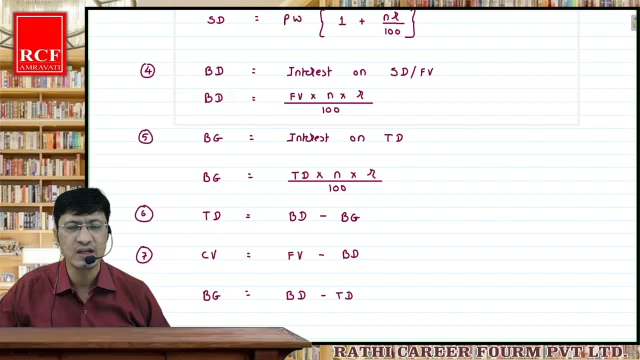 SD = PW [ 1 + nr/100 ]
RCF
AMRAVATI
④ BD = Interest on SD/FV
BD = FV × n × r / 100
⑤ BG = Interest on TD
BG = TD × n × r / 100
⑥ TD = BD - BG
⑦ CV = FV - BD
BG = BD - TD
RATHI CAREER FOURM PVT LTD.